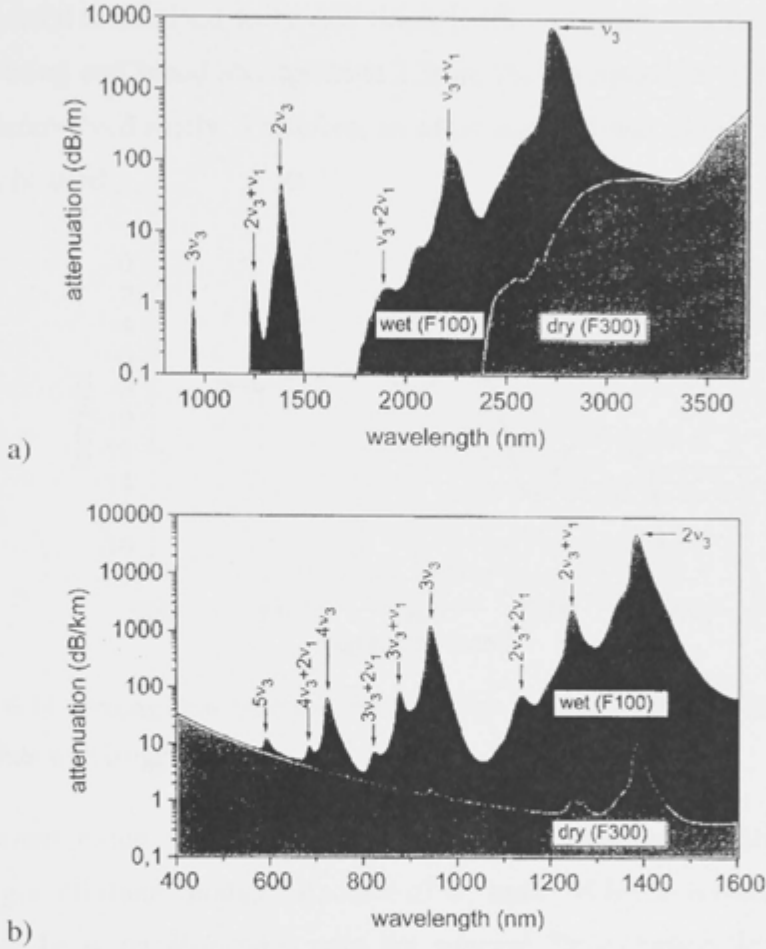 10000
1000
100
10
1
0,1
attenuation (dB/m)
3ν₃
2ν₃+ν₁
2ν₃
ν₃+2ν₁
ν₃+ν₁
ν₃
wet (F100)
dry (F300)
1000 1500 2000 2500 3000 3500
wavelength (nm)
a)
100000
10000
1000
100
10
1
0,1
attenuation (dB/km)
5ν₃
4ν₃+2ν₁
4ν₃
3ν₃+2ν₁
3ν₃+ν₁
3ν₃
2ν₃+2ν₁
2ν₃+ν₁
2ν₃
wet (F100)
dry (F300)
400 600 800 1000 1200 1400 1600
wavelength (nm)
b)